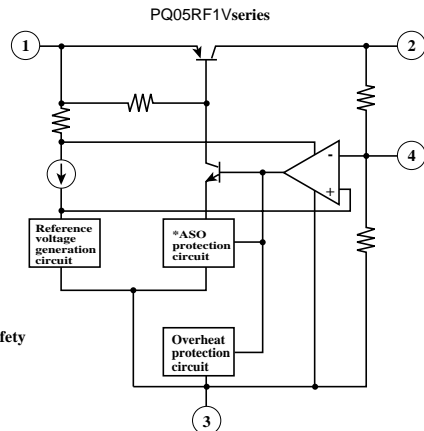 PQ05RF1Vseries
1
2
4
-
+
Reference
voltage
generation
circuit
*ASO
protection
circuit
fety
Overheat
protection
circuit
3